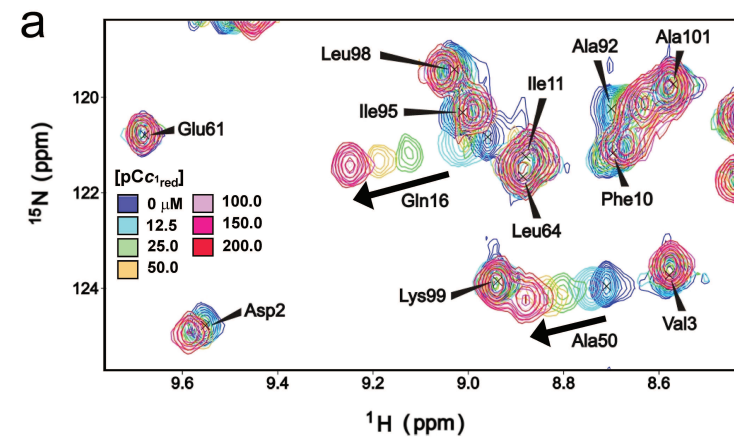 a
Leu98
Ala92
Ala101
Ile11
Ile95
Glu61
120
122
124
15N (ppm)
[pCc1red]
0 μM
12.5
25.0
50.0
100.0
150.0
200.0
Gln16
Leu64
Phe10
Lys99
Asp2
Ala50
Val3
9.6 9.4 9.2 9.0 8.8 8.6
1H (ppm)